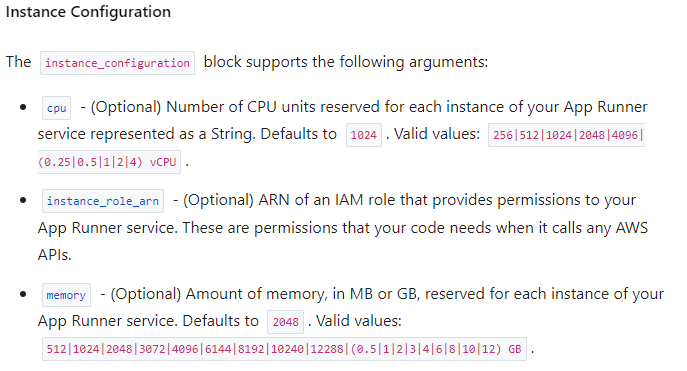 Instance Configuration
The instance_configuration block supports the following arguments:
• cpu - (Optional) Number of CPU units reserved for each instance of your App Runner
service represented as a String. Defaults to 1024 . Valid values: 256|512|1024|2048|4096|
(0.25|0.5|1|2|4) vCPU .
• instance_role_arn - (Optional) ARN of an IAM role that provides permissions to your
App Runner service. These are permissions that your code needs when it calls any AWS
APIs.
• memory - (Optional) Amount of memory, in MB or GB, reserved for each instance of your
App Runner service. Defaults to 2048 . Valid values:
512|1024|2048|3072|4096|6144|8192|10240|12288|(0.5|1|2|3|4|6|8|10|12) GB .